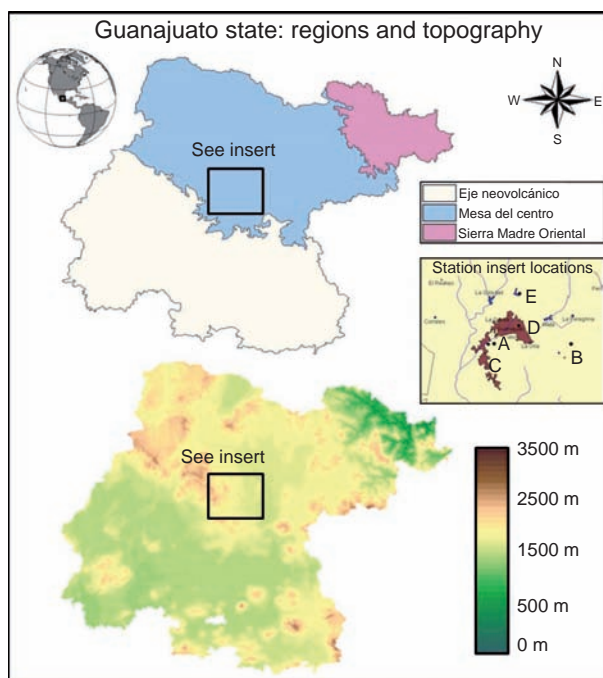 Guanajuato state: regions and topography
N
W E
S
See insert
Eje neovolcánico
Mesa del centro
Sierra Madre Oriental
Station insert locations
E
D
A
B
C
See insert
3500 m
2500 m
1500 m
500 m
0 m